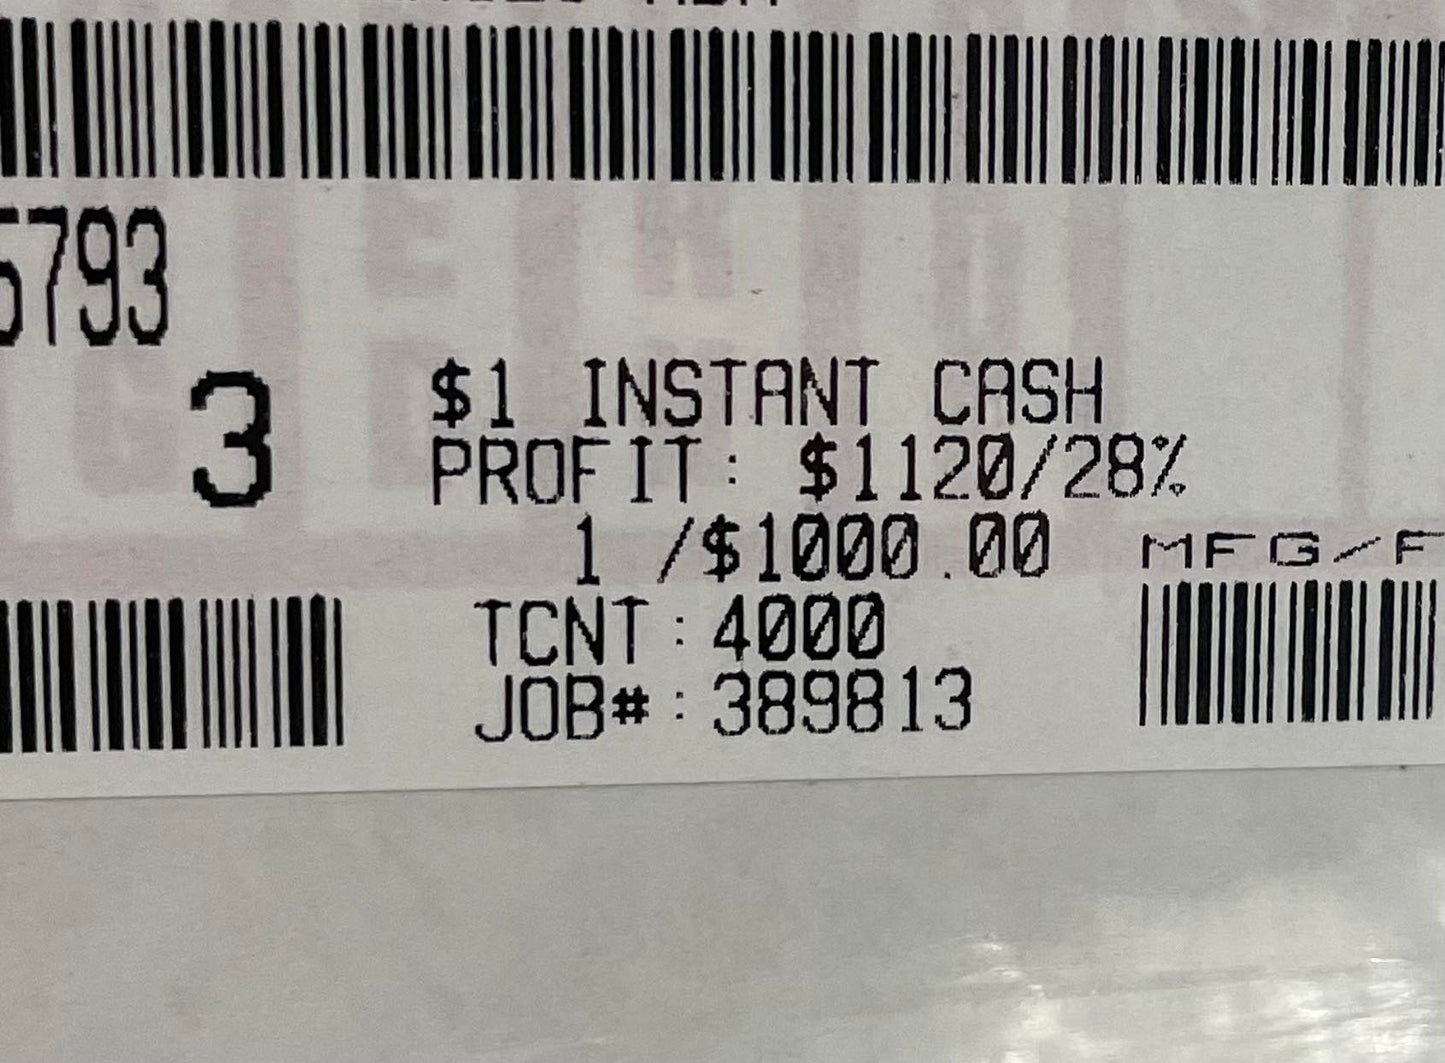 5793
3
$1 INSTANT CASH
PROFIT: $1120/28%
1 /$1000.00
MFG/F
TCNT:4000
JOB#:389813